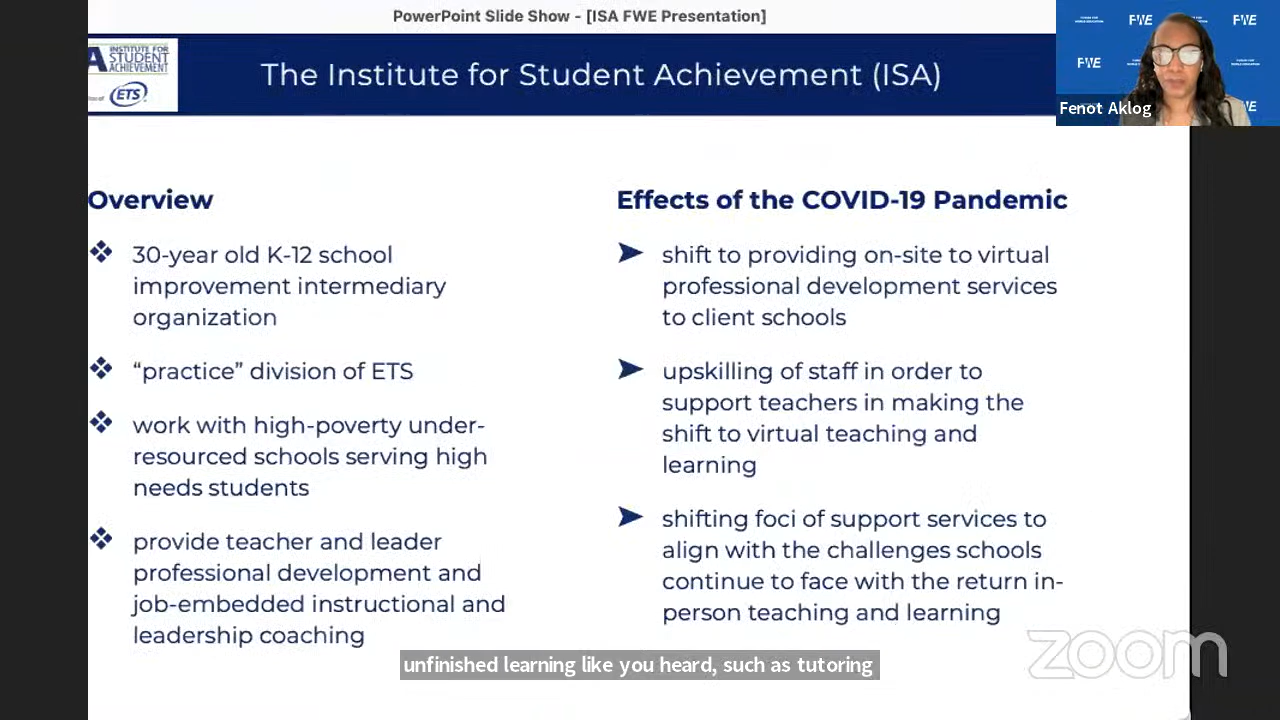 PowerPoint Slide Show - [ISA FWE Presentation]
A
INSTITUTE FOR
STUDENT
ACHIEVEMENT
ETS
The Institute for Student Achievement (ISA)
FWE
FWE
FWE
FWE
Fenot Aklog
Overview
❖ 30-year old K-12 school
improvement intermediary
organization
❖ “practice” division of ETS
❖ work with high-poverty under-
resourced schools serving high
needs students
❖ provide teacher and leader
professional development and
job-embedded instructional and
leadership coaching
Effects of the COVID-19 Pandemic
➤ shift to providing on-site to virtual
professional development services
to client schools
➤ upskilling of staff in order to
support teachers in making the
shift to virtual teaching and
learning
➤ shifting foci of support services to
align with the challenges schools
continue to face with the return in-
person teaching and learning
unfinished learning like you heard, such as tutoring
zoom